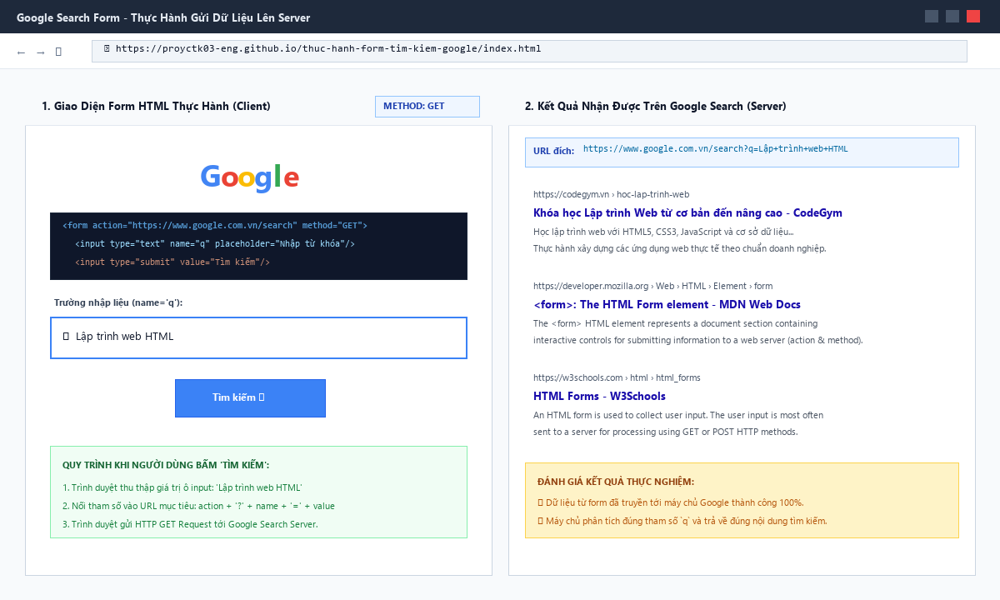 Google Search Form - Thực Hành Gửi Dữ Liệu Lên Server
https://proyctk03-eng.github.io/thuc-hanh-form-tim-kiem-google/index.html
1. Giao Diện Form HTML Thực Hành (Client)
METHOD: GET
Google
<form action="https://www.google.com.vn/search" method="GET">
<input type="text" name="q" placeholder="Nhập từ khóa"/>
<input type="submit" value="Tìm kiếm"/>
Trường nhập liệu (name='q'):
Lập trình web HTML
Tìm kiếm
QUY TRÌNH KHI NGƯỜI DÙNG BẤM 'TÌM KIẾM':
1. Trình duyệt thu thập giá trị ô input: 'Lập trình web HTML'
2. Nối tham số vào URL mục tiêu: action + '?' + name + '=' + value
3. Trình duyệt gửi HTTP GET Request tới Google Search Server.
2. Kết Quả Nhận Được Trên Google Search (Server)
URL đích: https://www.google.com.vn/search?q=Lập+trình+web+HTML
https://codegym.vn › hoc-lap-trinh-web
Khóa học Lập trình Web từ cơ bản đến nâng cao - CodeGym
Học lập trình web với HTML5, CSS3, JavaScript và cơ sở dữ liệu...
Thực hành xây dựng các ứng dụng web thực tế theo chuẩn doanh nghiệp.
https://developer.mozilla.org › Web › HTML › Element › form
<form>: The HTML Form element - MDN Web Docs
The <form> HTML element represents a document section containing
interactive controls for submitting information to a web server (action & method).
https://w3schools.com › html › html_forms
HTML Forms - W3Schools
An HTML form is used to collect user input. The user input is most often
sent to a server for processing using GET or POST HTTP methods.
ĐÁNH GIÁ KẾT QUẢ THỰC NGHIỆM:
Dữ liệu từ form đã truyền tới máy chủ Google thành công 100%.
Máy chủ phân tích đúng tham số `q` và trả về đúng nội dung tìm kiếm.